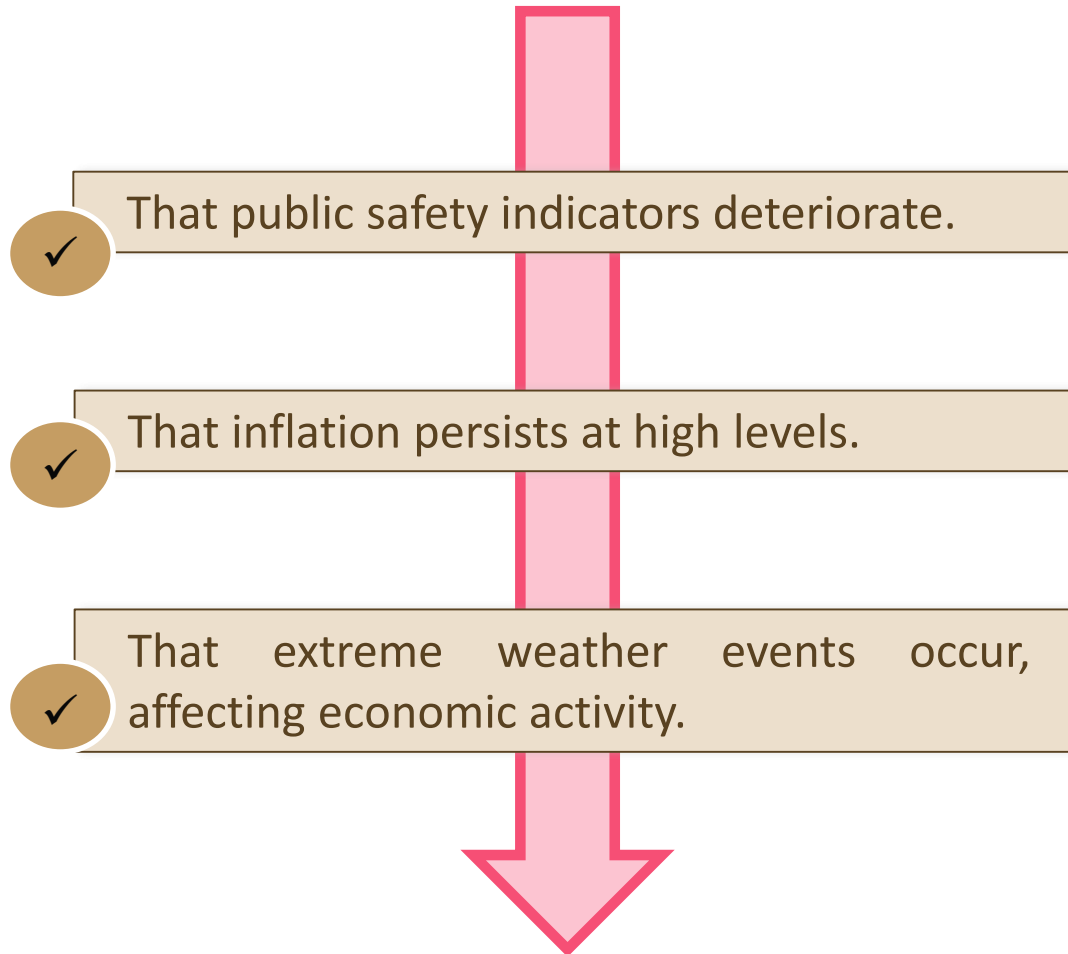 That public safety indicators deteriorate.
That inflation persists at high levels.
That extreme weather events occur,
affecting economic activity.